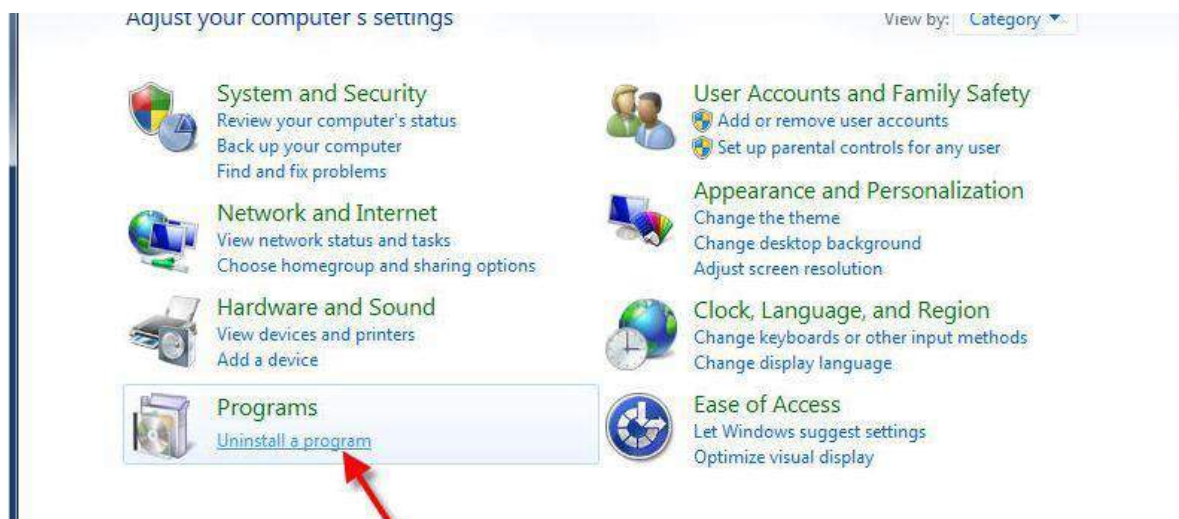 Adjust your computer's settings
View by: Category
System and Security
Review your computer's status
Back up your computer
Find and fix problems
Network and Internet
View network status and tasks
Choose homegroup and sharing options
Hardware and Sound
View devices and printers
Add a device
Programs
Uninstall a program
User Accounts and Family Safety
Add or remove user accounts
Set up parental controls for any user
Appearance and Personalization
Change the theme
Change desktop background
Adjust screen resolution
Clock, Language, and Region
Change keyboards or other input methods
Change display language
Ease of Access
Let Windows suggest settings
Optimize visual display